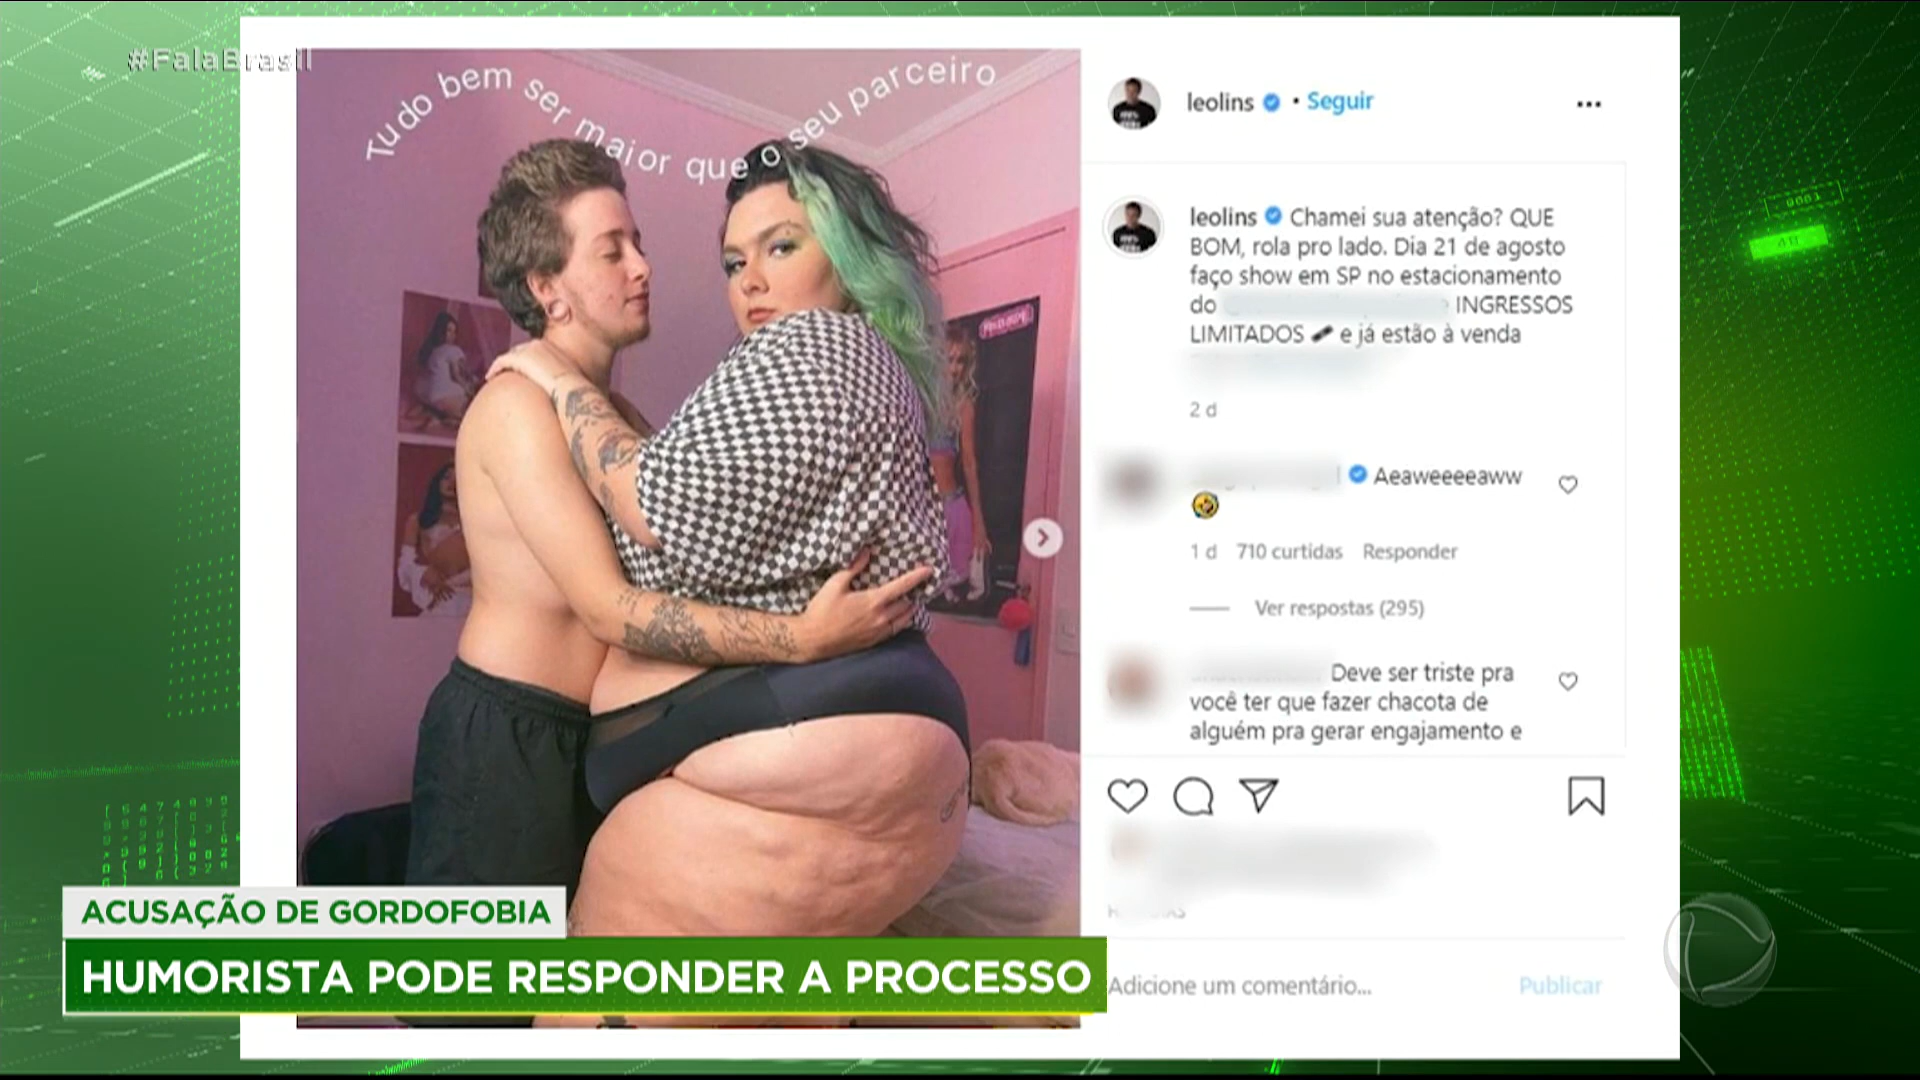 #FalaBrasil
Tudo bem ser maior que o seu parceiro
leolins • Seguir
leolins Chamei sua atenção? QUE
BOM, rola pro lado. Dia 21 de agosto
faço show em SP no estacionamento
do INGRESSOS
LIMITADOS e já estão à venda
2 d
Aeaweeeeaww
1 d 710 curtidas Responder
Ver respostas (295)
Deve ser triste pra
você ter que fazer chacota de
alguém pra gerar engajamento e
ACUSAÇÃO DE GORDOFOBIA
HUMORISTA PODE RESPONDER A PROCESSO
Adicione um comentário...
Publicar